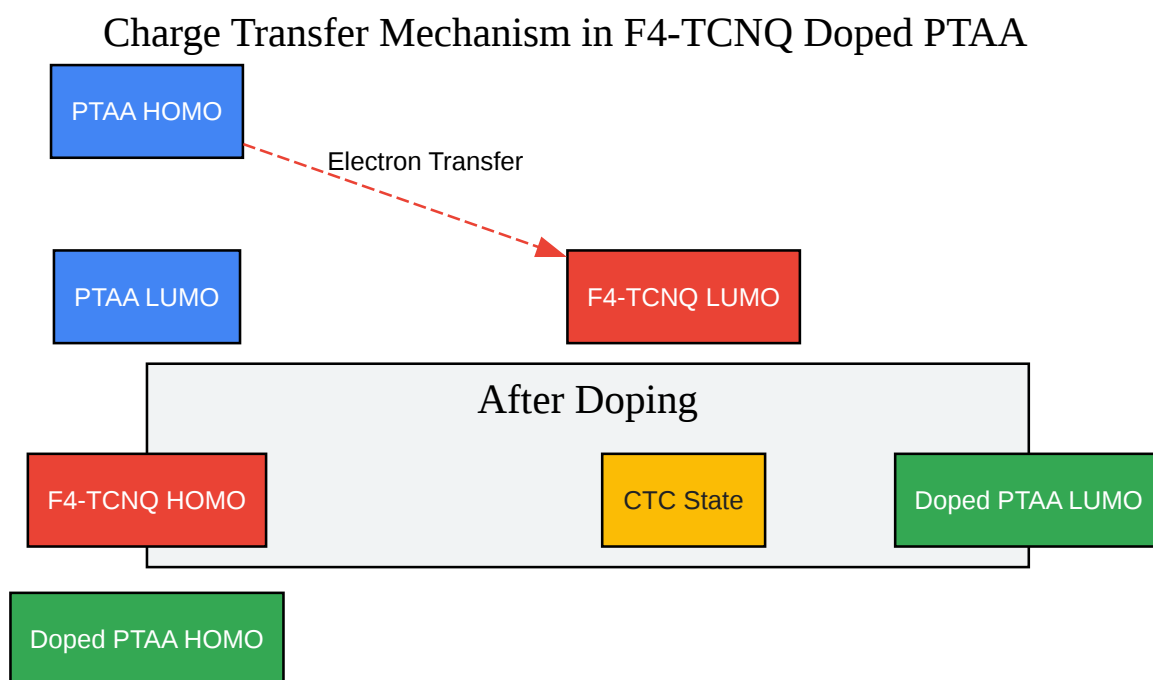 Charge Transfer Mechanism in F4-TCNQ Doped PTAA
PTAA HOMO
Electron Transfer
PTAA LUMO
F4-TCNQ LUMO
After Doping
F4-TCNQ HOMO
CTC State
Doped PTAA LUMO
Doped PTAA HOMO